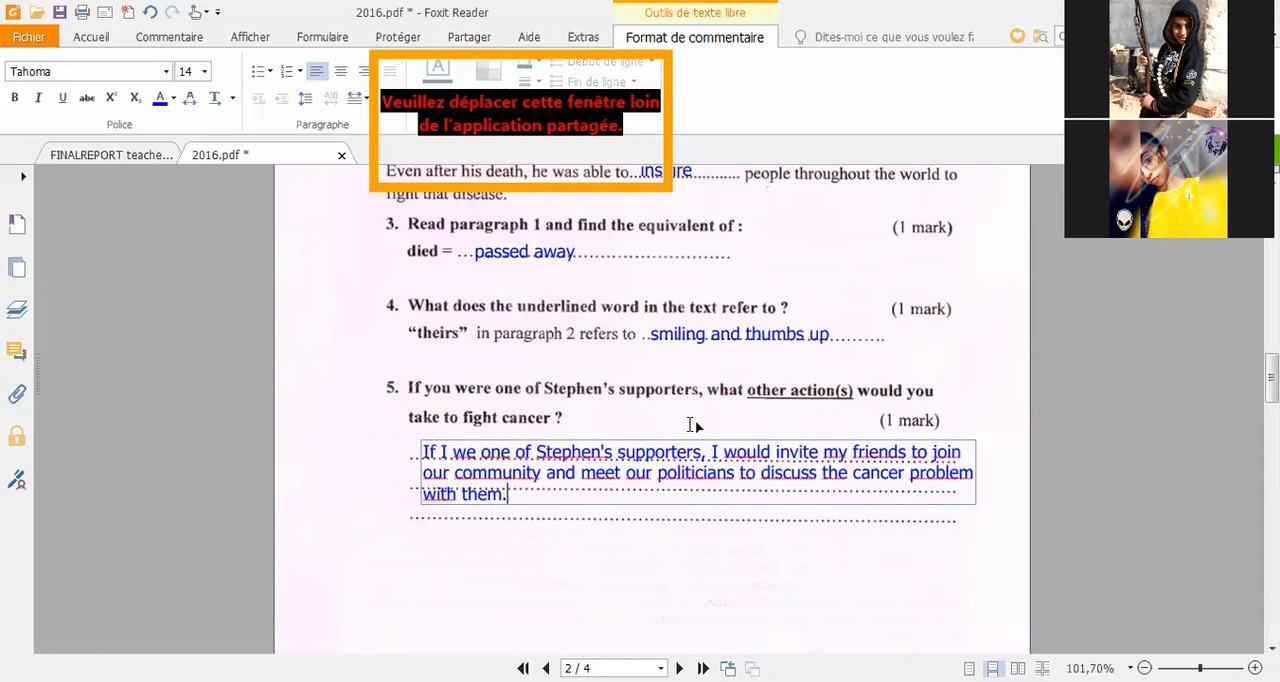 2016.pdf * - Foxit Reader
Outils de texte libre
Fichier
Accueil
Commentaire
Afficher
Formulaire
Protéger
Partager
Aide
Extras
Format de commentaire
Dites-moi ce que vous voulez f
Tahoma
14
Début de ligne
Fin de ligne
Police
Paragraphe
Veuillez déplacer cette fenêtre loin
de l'application partagée.
FINALREPORT teache...
2016.pdf *
Even after his death, he was able to...inspire.......... people throughout the world to
fight that disease.
3. Read paragraph 1 and find the equivalent of : (1 mark)
died = ...passed away.................................
4. What does the underlined word in the text refer to ? (1 mark)
“theirs” in paragraph 2 refers to ..smiling and thumbs up..........
5. If you were one of Stephen’s supporters, what other action(s) would you
take to fight cancer ? (1 mark)
If I we one of Stephen's supporters, I would invite my friends to join
our community and meet our politicians to discuss the cancer problem
with them.
2 / 4
101,70%